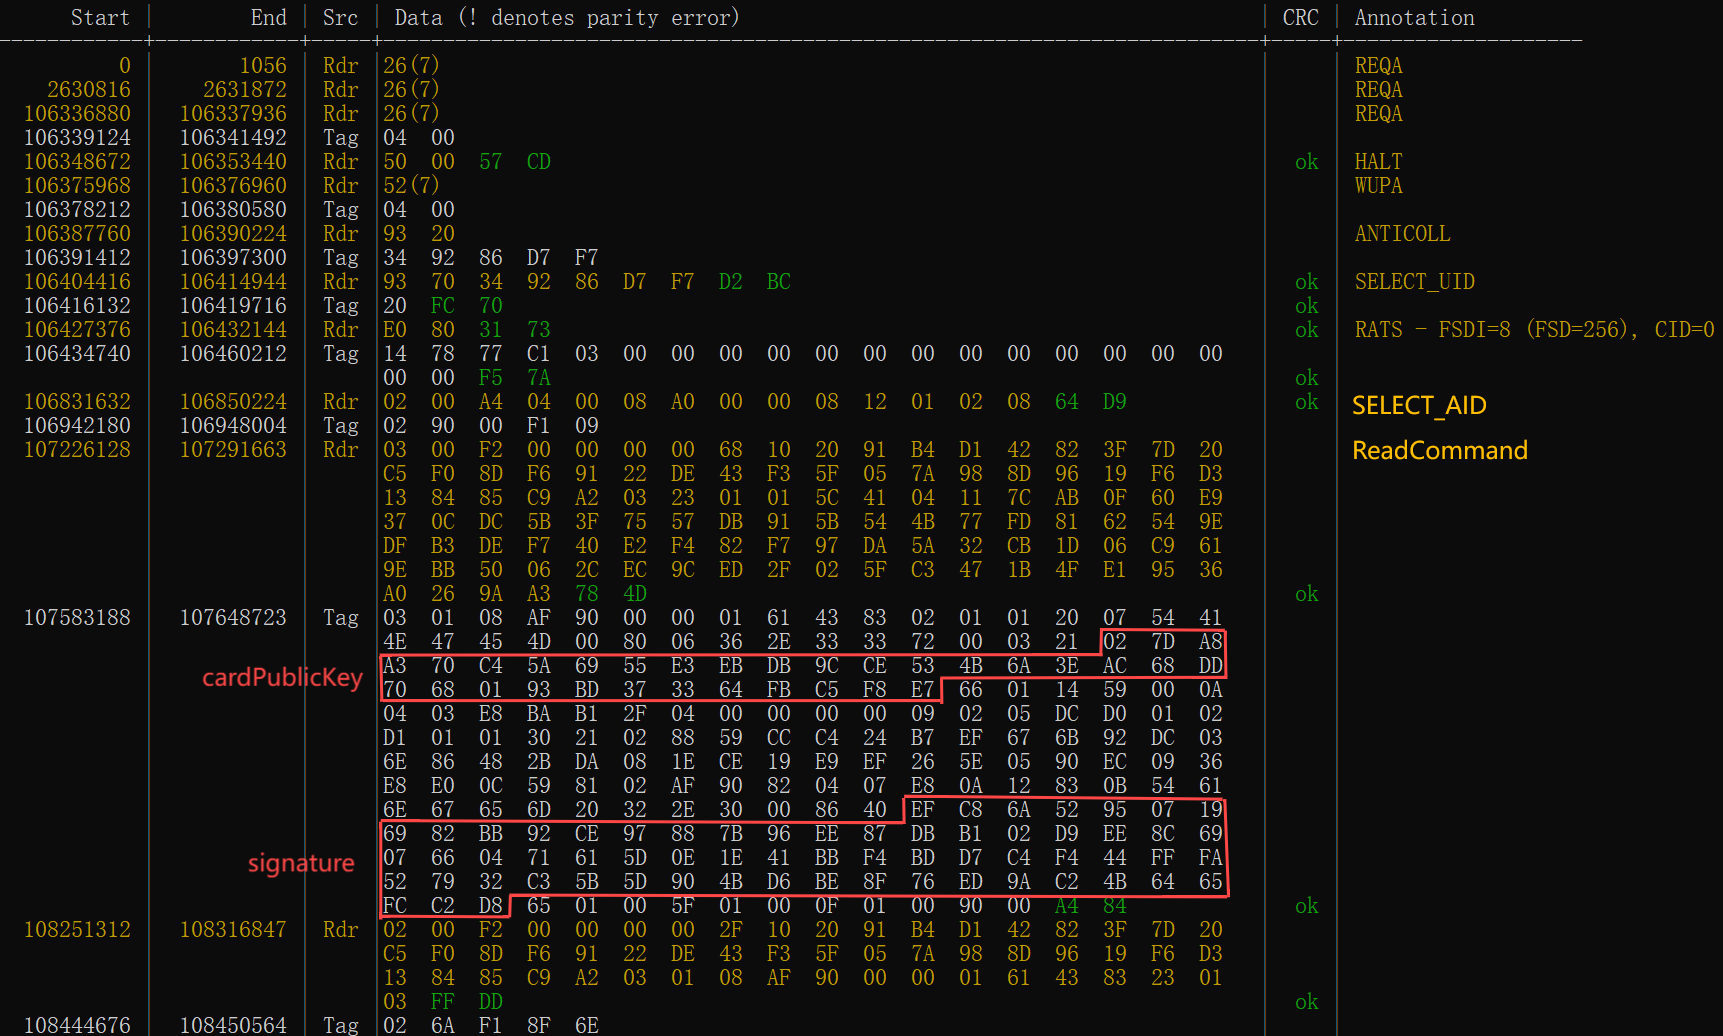 Start | End | Src | Data (! denotes parity error) | CRC | Annotation
0 | 1056 | Rdr | 26(7) | | REQA
2630816 | 2631872 | Rdr | 26(7) | | REQA
106336880 | 106337936 | Rdr | 26(7) | | REQA
106339124 | 106341492 | Tag | 04 00
106348672 | 106353440 | Rdr | 50 00 57 CD | ok | HALT
106375968 | 106376960 | Rdr | 52(7) | | WUPA
106378212 | 106380580 | Tag | 04 00
106387760 | 106390224 | Rdr | 93 20 | | ANTICOLL
106391412 | 106397300 | Tag | 34 92 86 D7 F7
106404416 | 106414944 | Rdr | 93 70 34 92 86 D7 F7 D2 BC | ok | SELECT_UID
106416132 | 106419716 | Tag | 20 FC 70 | ok
106427376 | 106432144 | Rdr | E0 80 31 73 | ok | RATS - FSDI=8 (FSD=256), CID=0
106434740 | 106460212 | Tag | 14 78 77 C1 03 00 00 00 00 00 00 00 00 00 00 00 00 00
00 00 F5 7A | ok
106831632 | 106850224 | Rdr | 02 00 A4 04 00 08 A0 00 00 08 12 01 02 08 64 D9 | ok | SELECT_AID
106942180 | 106948004 | Tag | 02 90 00 F1 09
107226128 | 107291663 | Rdr | 03 00 F2 00 00 00 00 68 10 20 91 B4 D1 42 82 3F 7D 20 | | ReadCommand
C5 F0 8D F6 91 22 DE 43 F3 5F 05 7A 98 8D 96 19 F6 D3
13 84 85 C9 A2 03 23 01 01 5C 41 04 11 7C AB 0F 60 E9
37 0C DC 5B 3F 75 57 DB 91 5B 54 4B 77 FD 81 62 54 9E
DF B3 DE F7 40 E2 F4 82 F7 97 DA 5A 32 CB 1D 06 C9 61
9E BB 50 06 2C EC 9C ED 2F 02 5F C3 47 1B 4F E1 95 36
A0 26 9A A3 78 4D | ok
107583188 | 107648723 | Tag | 03 01 08 AF 90 00 00 01 61 43 83 02 01 01 20 07 54 41
4E 47 45 4D 00 80 06 36 2E 33 33 72 00 03 21 02 7D A8
cardPublicKey | A3 70 C4 5A 69 55 E3 EB DB 9C CE 53 4B 6A 3E AC 68 DD
70 68 01 93 BD 37 33 64 FB C5 F8 E7 66 01 14 59 00 0A
04 03 E8 BA B1 2F 04 00 00 00 00 09 02 05 DC D0 01 02
D1 01 01 30 21 02 88 59 CC C4 24 B7 EF 67 6B 92 DC 03
6E 86 48 2B DA 08 1E CE 19 E9 EF 26 5E 05 90 EC 09 36
E8 E0 0C 59 81 02 AF 90 82 04 07 E8 0A 12 83 0B 54 61
6E 67 65 6D 20 32 2E 30 00 86 40 EF C8 6A 52 95 07 19
69 82 BB 92 CE 97 88 7B 96 EE 87 DB B1 02 D9 EE 8C 69
signature | 07 66 04 71 61 5D 0E 1E 41 BB F4 BD D7 C4 F4 44 FF FA
52 79 32 C3 5B 5D 90 4B D6 BE 8F 76 ED 9A C2 4B 64 65
FC C2 D8 65 01 00 5F 01 00 0F 01 00 90 00 A4 84 | ok
108251312 | 108316847 | Rdr | 02 00 F2 00 00 00 00 2F 10 20 91 B4 D1 42 82 3F 7D 20
C5 F0 8D F6 91 22 DE 43 F3 5F 05 7A 98 8D 96 19 F6 D3
13 84 85 C9 A2 03 01 08 AF 90 00 00 01 61 43 83 23 01
03 FF DD | ok
108444676 | 108450564 | Tag | 02 6A F1 8F 6E